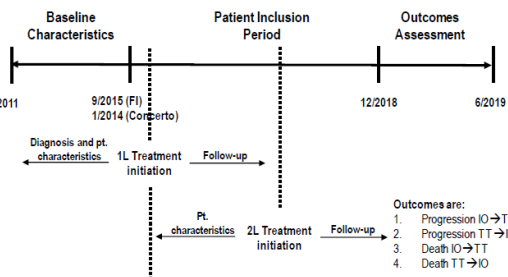 Baseline
Characteristics
Patient Inclusion
Period
Outcomes
Assessment
2011
9/2015 (FI)
1/2014 (Concerto)
12/2018
6/2019
Diagnosis and pt.
characteristics
1L Treatment
initiation
Follow-up
Pt.
characteristics
2L Treatment
initiation
Follow-up
Outcomes are:
1. Progression IO→T
2. Progression TT→I
3. Death IO→TT
4. Death TT→IO